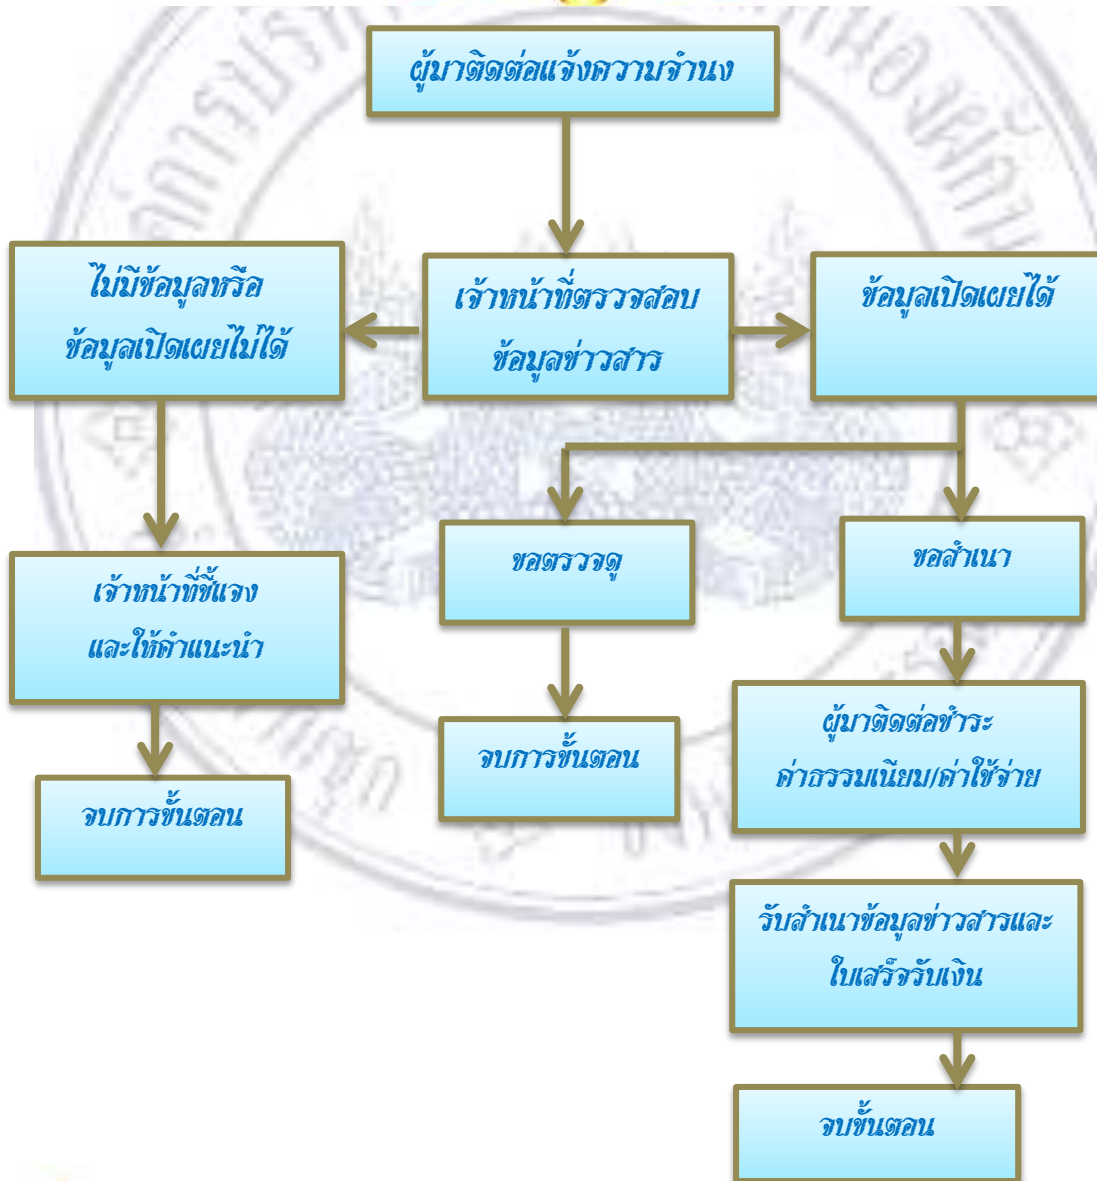 ผู้มาติดต่อแจ้งความจำนง
ไม่มีข้อมูลหรือ
ข้อมูลเปิดเผยไม่ได้
เจ้าหน้าที่ตรวจสอบ
ข้อมูลข่าวสาร
ข้อมูลเปิดเผยได้
ขอตรวจดู
ขอสำเนา
เจ้าหน้าที่ชี้แจง
และให้คำแนะนำ
ผู้มาติดต่อชำระ
ค่าธรรมเนียม/ค่าใช้จ่าย
จบการขั้นตอน
จบการขั้นตอน
รับสำเนาข้อมูลข่าวสารและ
ใบเสร็จรับเงิน
จบขั้นตอน